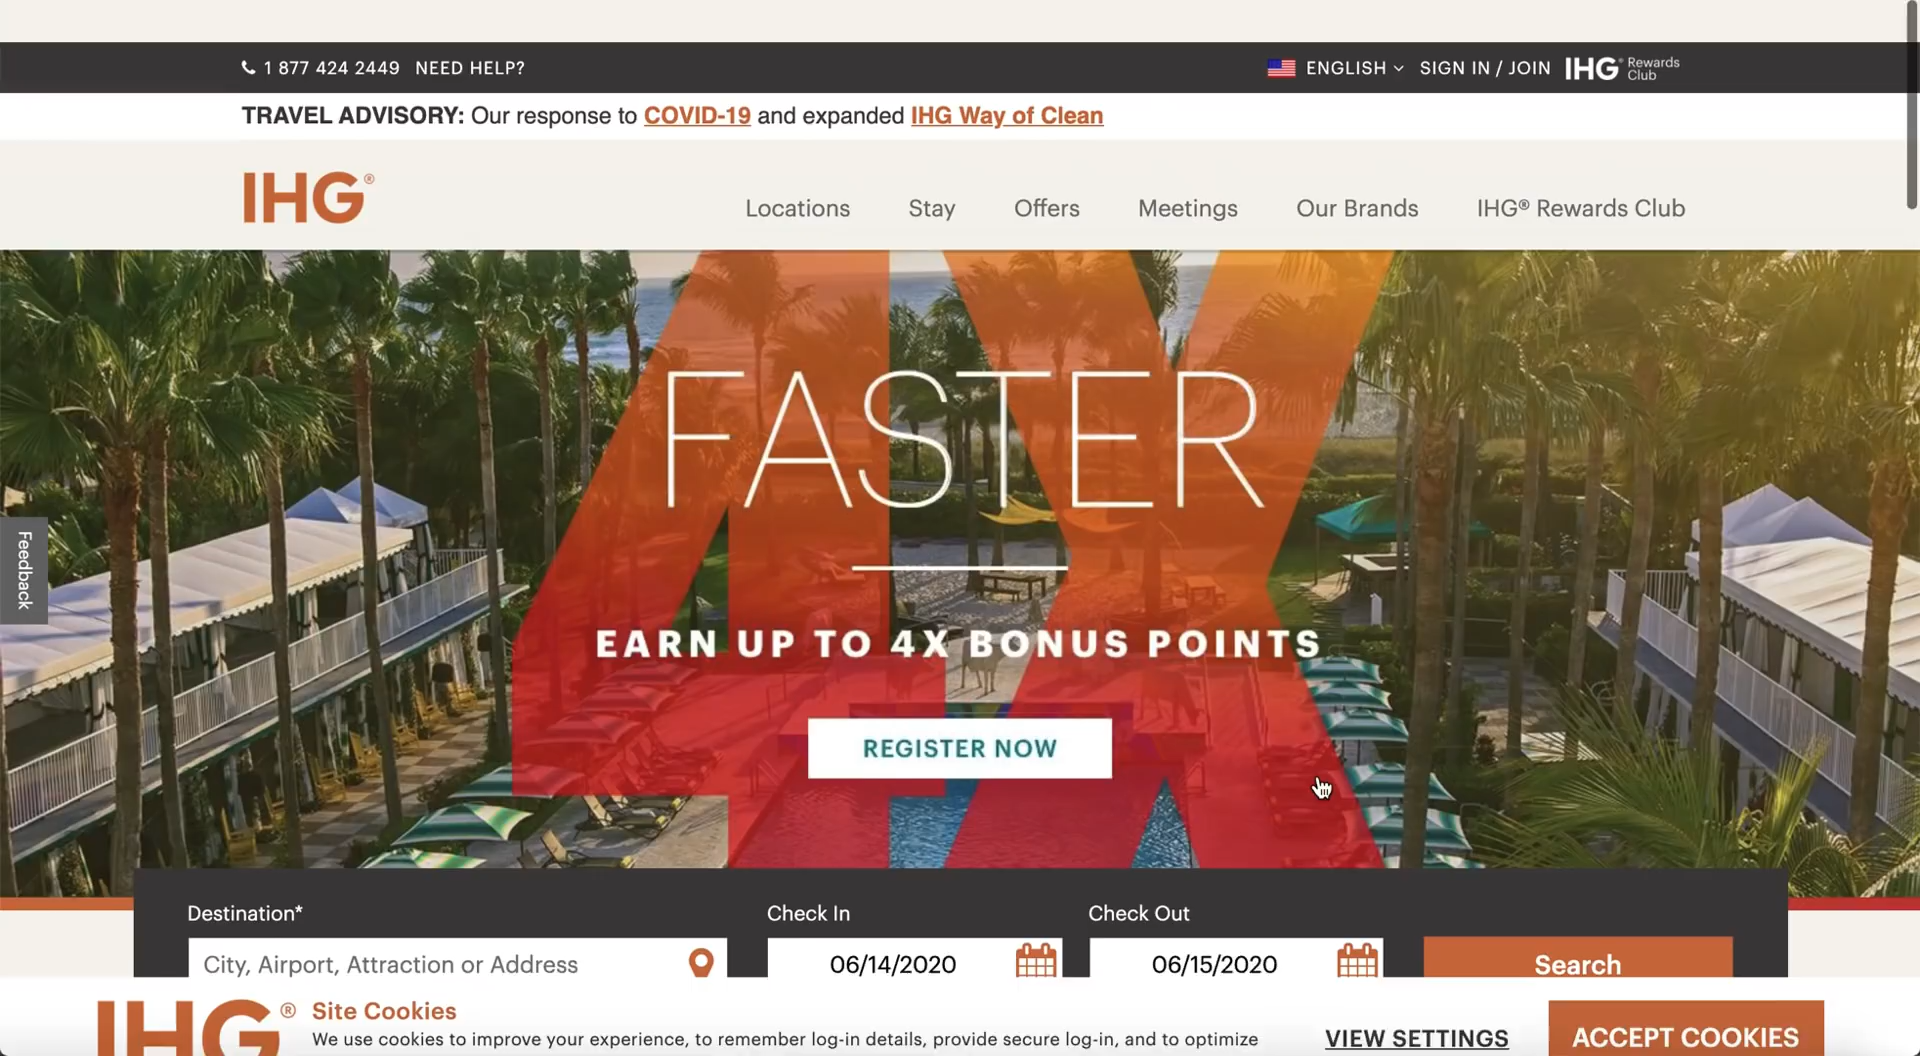 1 877 424 2449 NEED HELP?
ENGLISH SIGN IN / JOIN IHG® Rewards Club
TRAVEL ADVISORY: Our response to COVID-19 and expanded IHG Way of Clean
IHG®
Locations Stay Offers Meetings Our Brands IHG® Rewards Club
4X
FASTER
EARN UP TO 4X BONUS POINTS
REGISTER NOW
Feedback
Destination* Check In Check Out
City, Airport, Attraction or Address 06/14/2020 06/15/2020 Search
IHG® Site Cookies
We use cookies to improve your experience, to remember log-in details, provide secure log-in, and to optimize
VIEW SETTINGS ACCEPT COOKIES